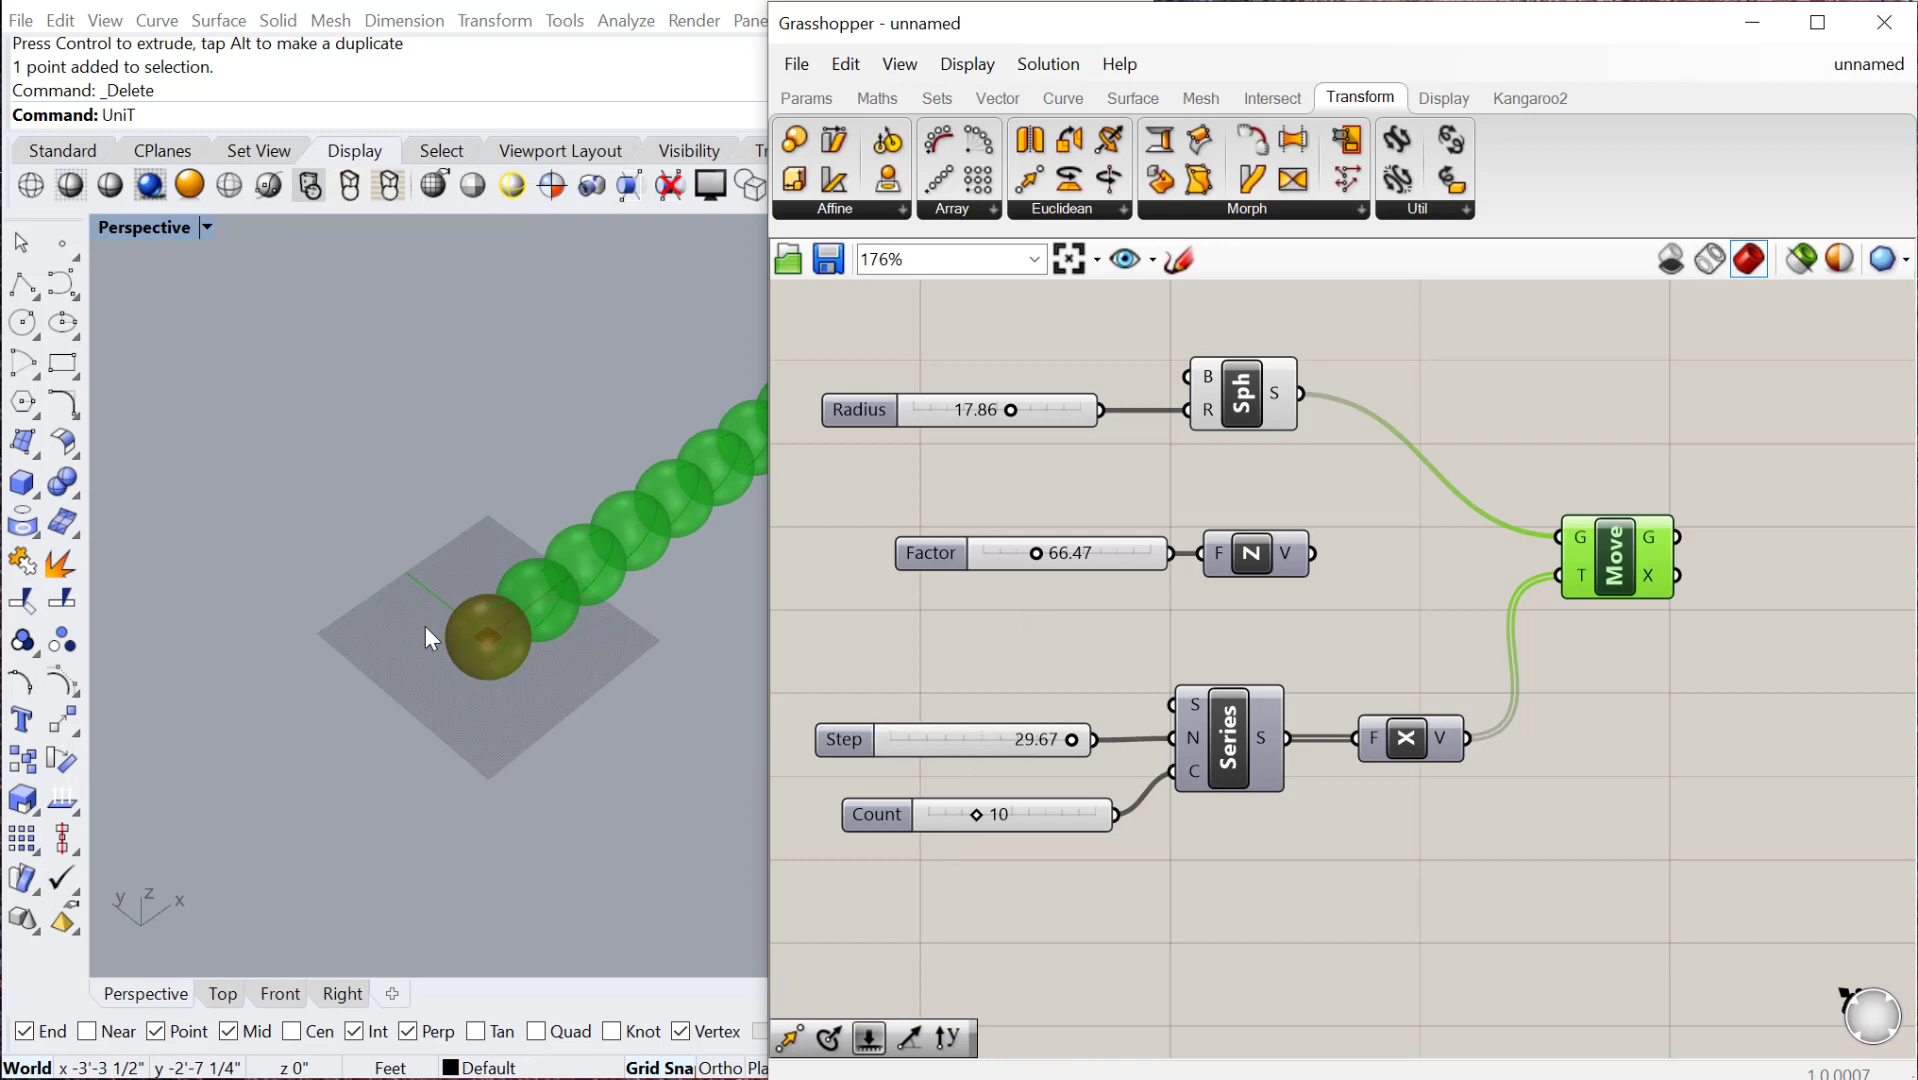 File Edit View Curve Surface Solid Mesh Dimension Transform Tools Analyze Render Pane
Press Control to extrude, tap Alt to make a duplicate
1 point added to selection.
Command: _Delete
Command: UniT
Standard CPlanes Set View Display Select Viewport Layout Visibility Tr
Perspective
y z x
Perspective Top Front Right
End Near Point Mid Cen Int Perp Tan Quad Knot Vertex
World x -3'-3 1/2" y -2'-7 1/4" z 0" Feet Default Grid Sna Ortho Pla
Grasshopper - unnamed
File Edit View Display Solution Help unnamed
Params Maths Sets Vector Curve Surface Mesh Intersect Transform Display Kangaroo2
Affine Array Euclidean Morph Util
176%
Radius 17.86
B R Sph S
Factor 66.47
F Z V
G T Move G X
Step 29.67
Count 10
S N C Series S
F X V
y
1.0.0007